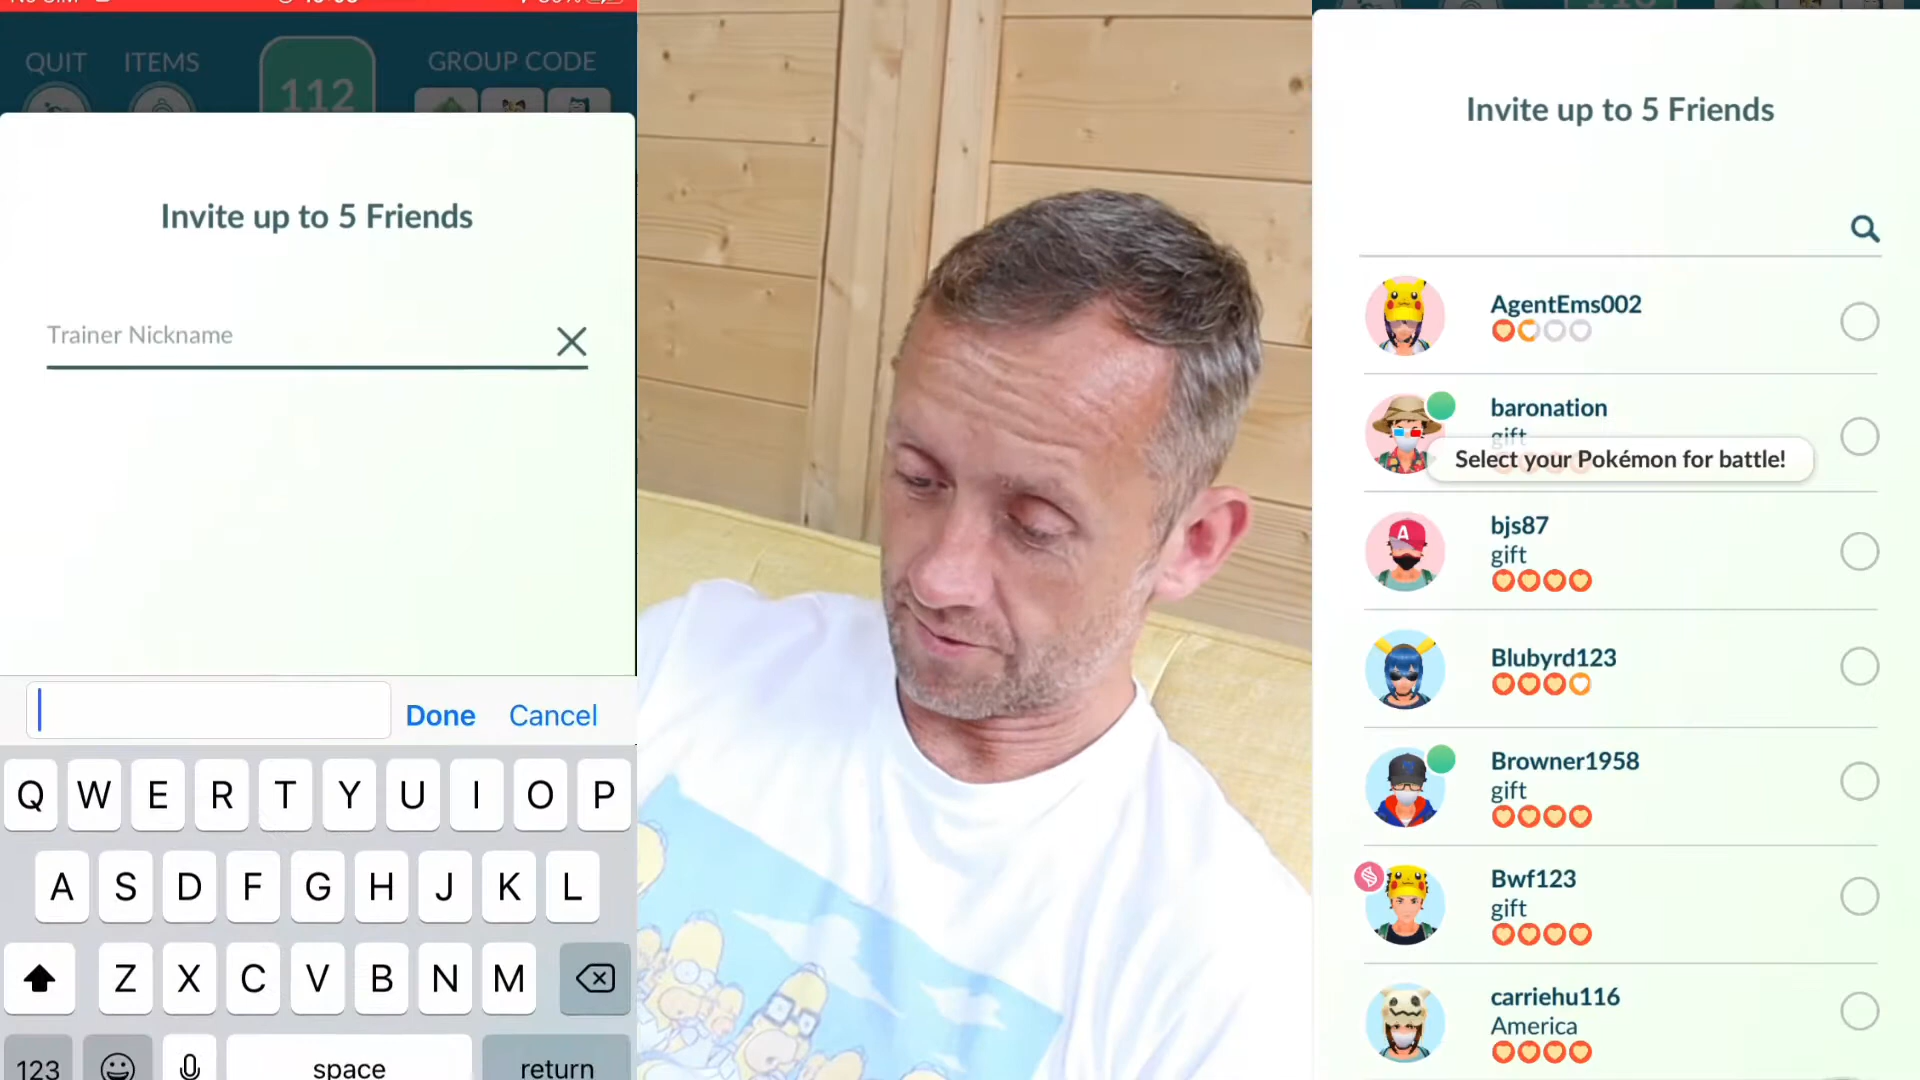 QUIT ITEMS
112
GROUP CODE
Invite up to 5 Friends
Trainer Nickname
Done Cancel
Q W E R T Y U I O P
A S D F G H J K L
Z X C V B N M
123 space return
Invite up to 5 Friends
AgentEms002
baronation
gift
Select your Pokémon for battle!
bjs87
gift
Blubyrd123
Browner1958
gift
Bwf123
gift
carriehu116
America